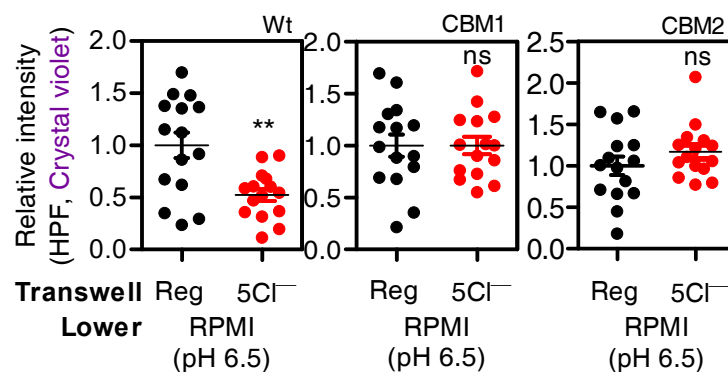 Wt
CBM1
CBM2
Relative intensity
(HPF, Crystal violet)
2.0
1.5
1.0
0.5
0.0
**
2.0
1.5
1.0
0.5
0.0
ns
2.5
2.0
1.5
1.0
0.5
0.0
ns
Transwell Reg 5Cl— Reg 5Cl— Reg 5Cl—
Lower RPMI RPMI RPMI
(pH 6.5) (pH 6.5) (pH 6.5)